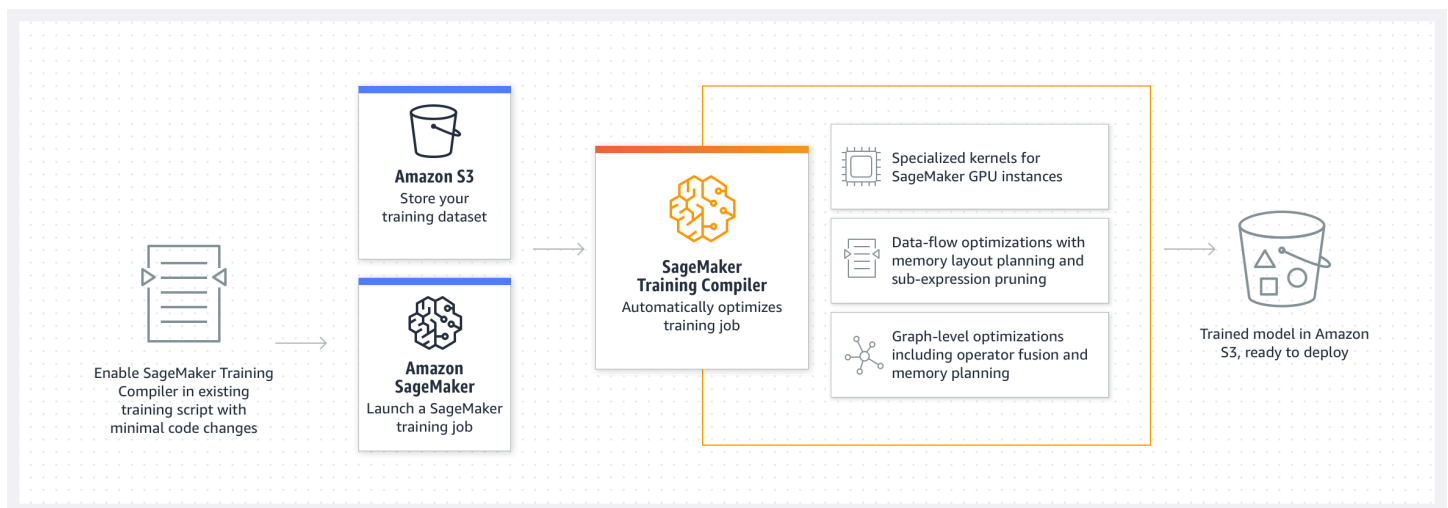 Enable SageMaker Training
Compiler in existing
training script with
minimal code changes
Amazon S3
Store your
training dataset
Amazon
SageMaker
Launch a SageMaker
training job
SageMaker
Training Compiler
Automatically optimizes
training job
Specialized kernels for
SageMaker GPU instances
Data-flow optimizations with
memory layout planning and
sub-expression pruning
Graph-level optimizations
including operator fusion and
memory planning
Trained model in Amazon
S3, ready to deploy